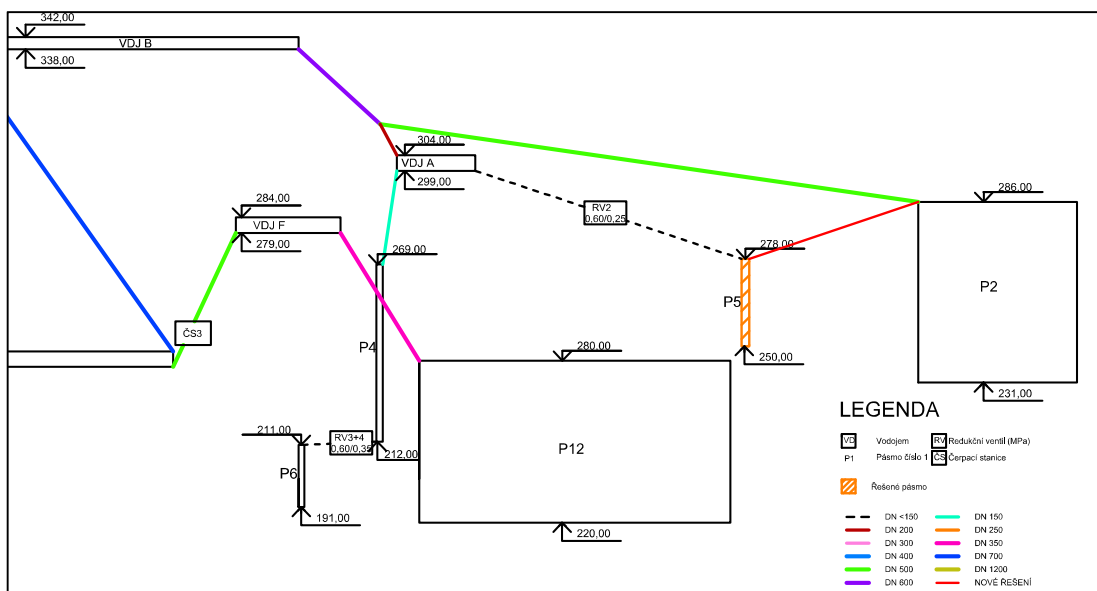 342,00
VDJ B
338,00
304,00
VDJ A
299,00
284,00
VDJ F
279,00
269,00
RV2
0,60/0,25
286,00
278,00
P2
P5
ČS3
P4
280,00
250,00
231,00
211,00
RV3+4
0,60/0,35
212,00
P12
P6
191,00
220,00
LEGENDA
VD Vodojem RV Redukční ventil (MPa)
P1 Pásmo číslo 1 ČS Čerpací stanice
Řešené pásmo
DN <150 DN 150
DN 200 DN 250
DN 300 DN 350
DN 400 DN 700
DN 500 DN 1200
DN 600 NOVÉ ŘEŠENÍ